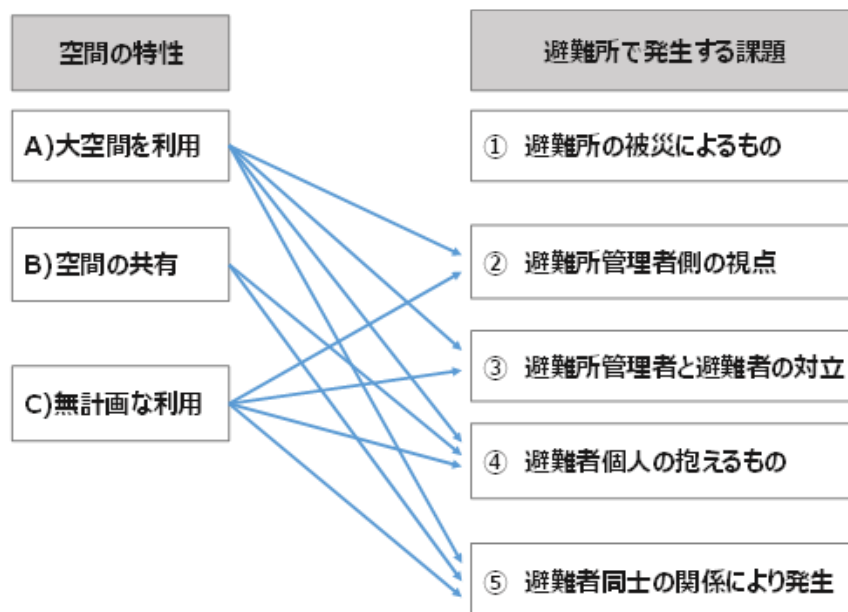 空間の特性
避難所で発生する課題
A)大空間を利用
① 避難所の被災によるもの
B)空間の共有
② 避難所管理者側の視点
C)無計画な利用
③ 避難所管理者と避難者の対立
④ 避難者個人の抱えるもの
⑤ 避難者同士の関係により発生